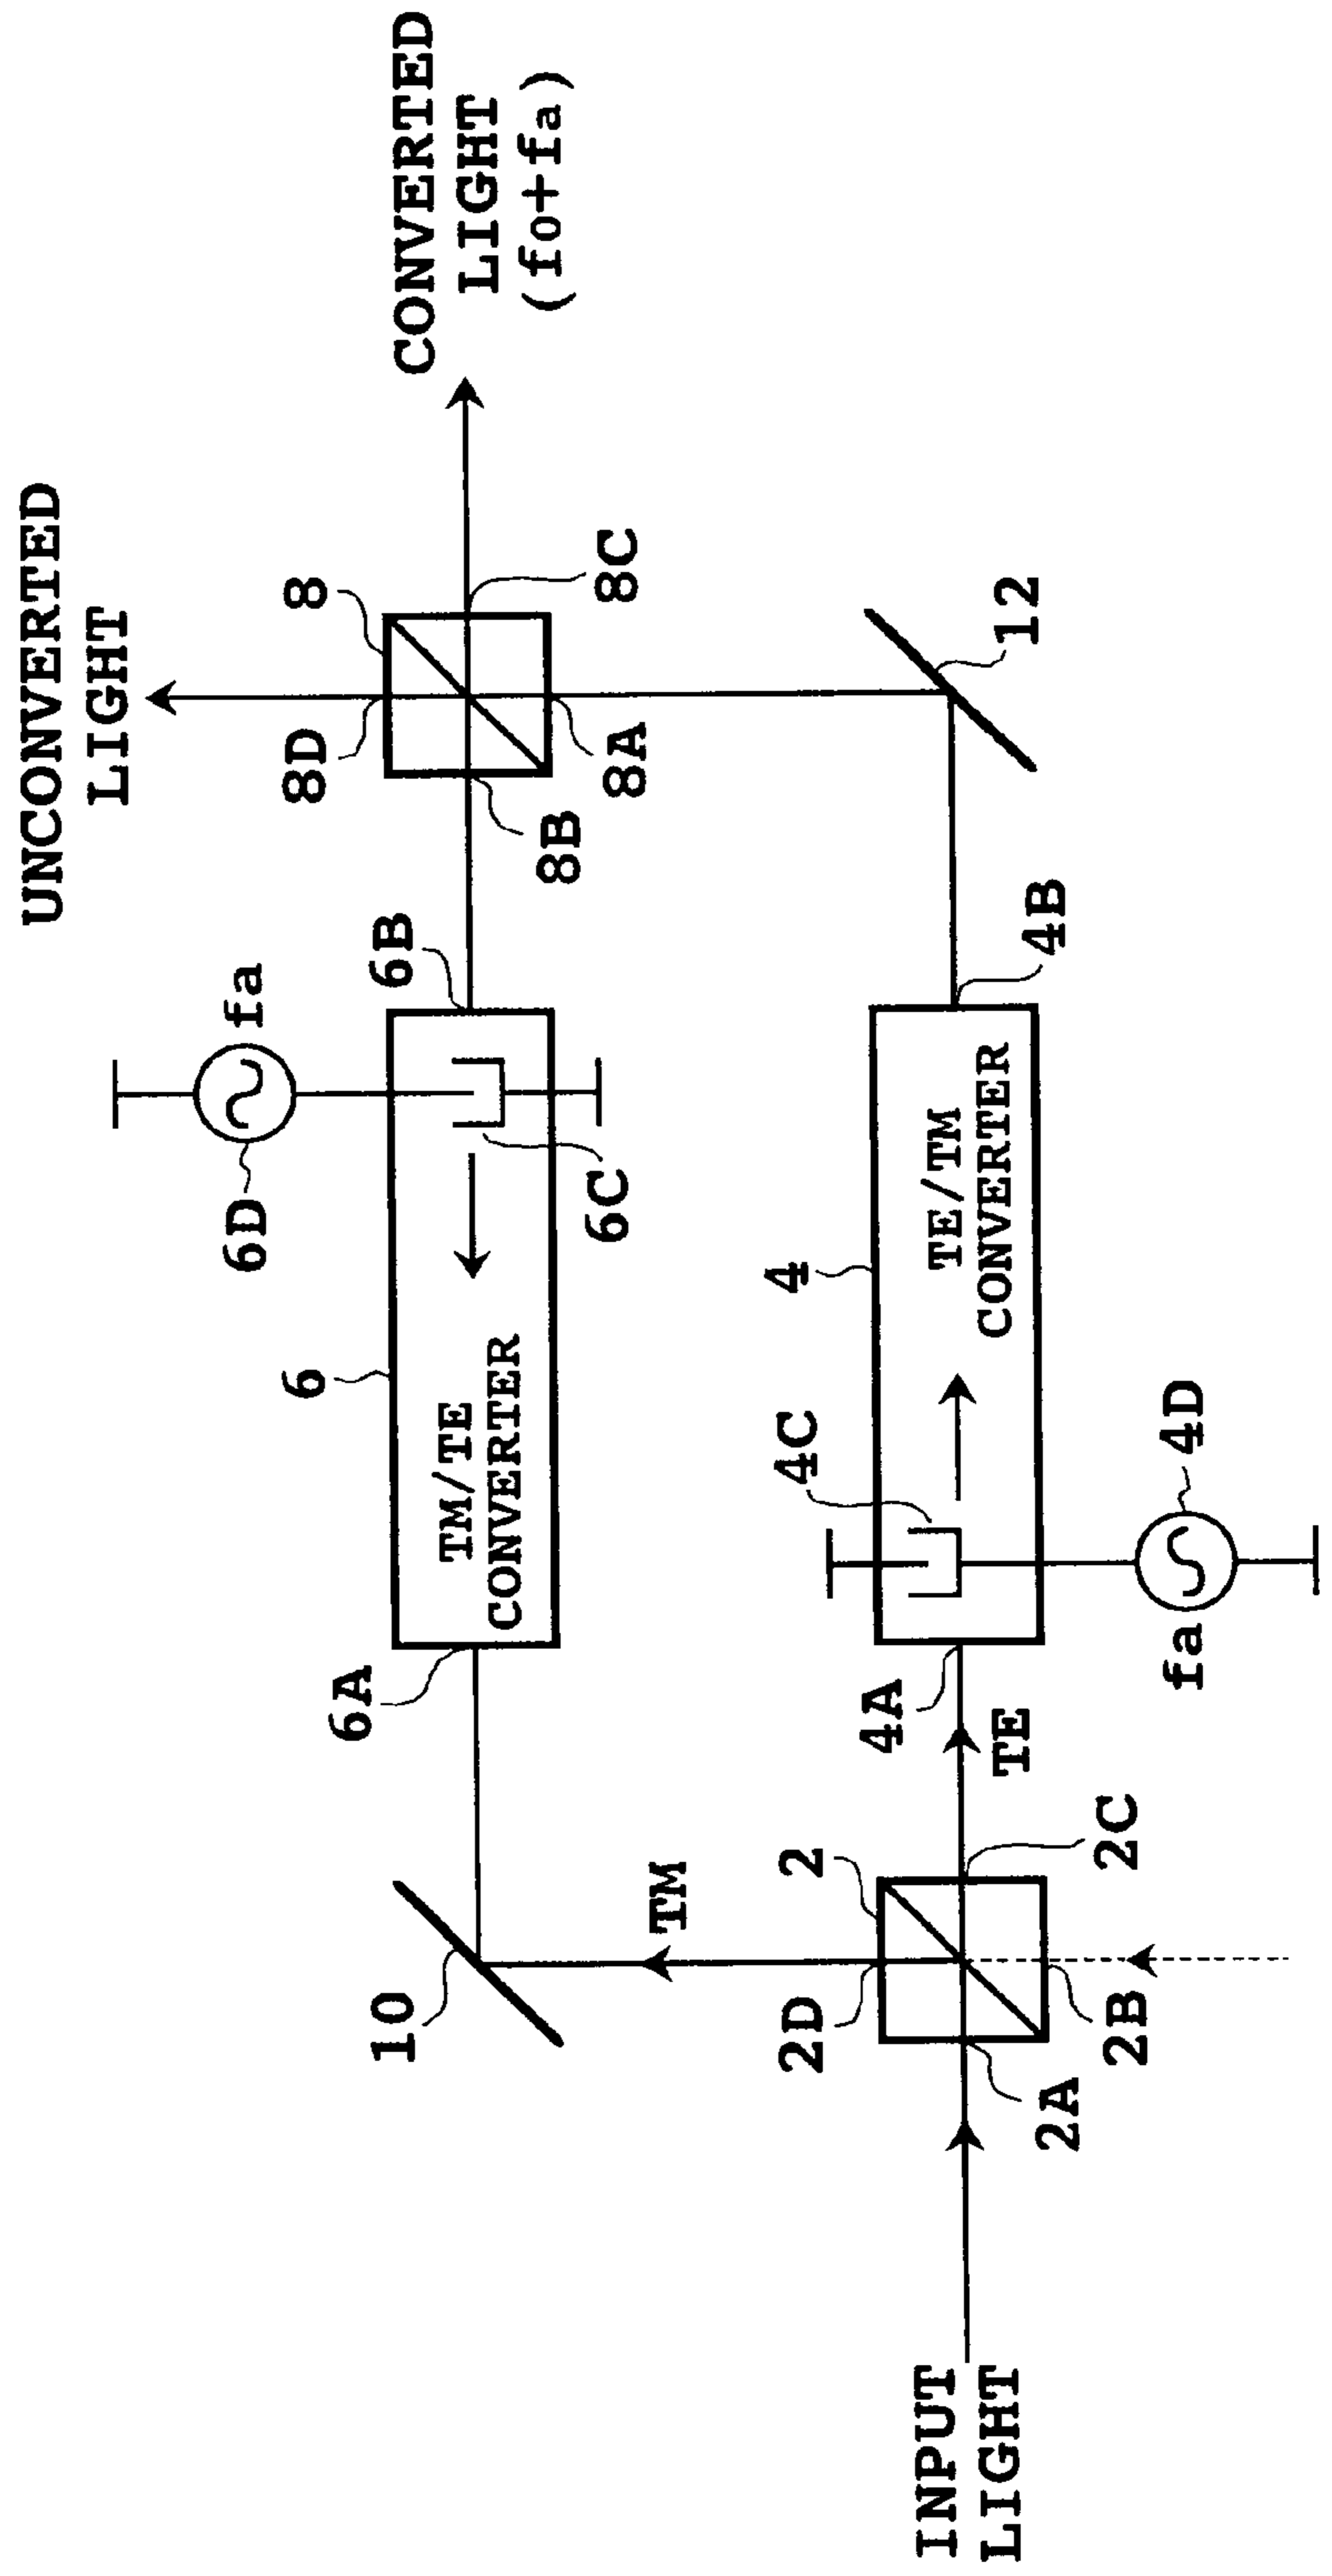 UNCONVERTED
LIGHT
CONVERTED
LIGHT
(fo+fa)
fa
6D
6B
8D
8
8B
8A
8C
6
TM/TE
CONVERTER
6C
6A
10
TM
12
4
4C
TE/TM
CONVERTER
4B
4A
TE
4D
fa
2
2D
2C
2B
2A
INPUT
LIGHT